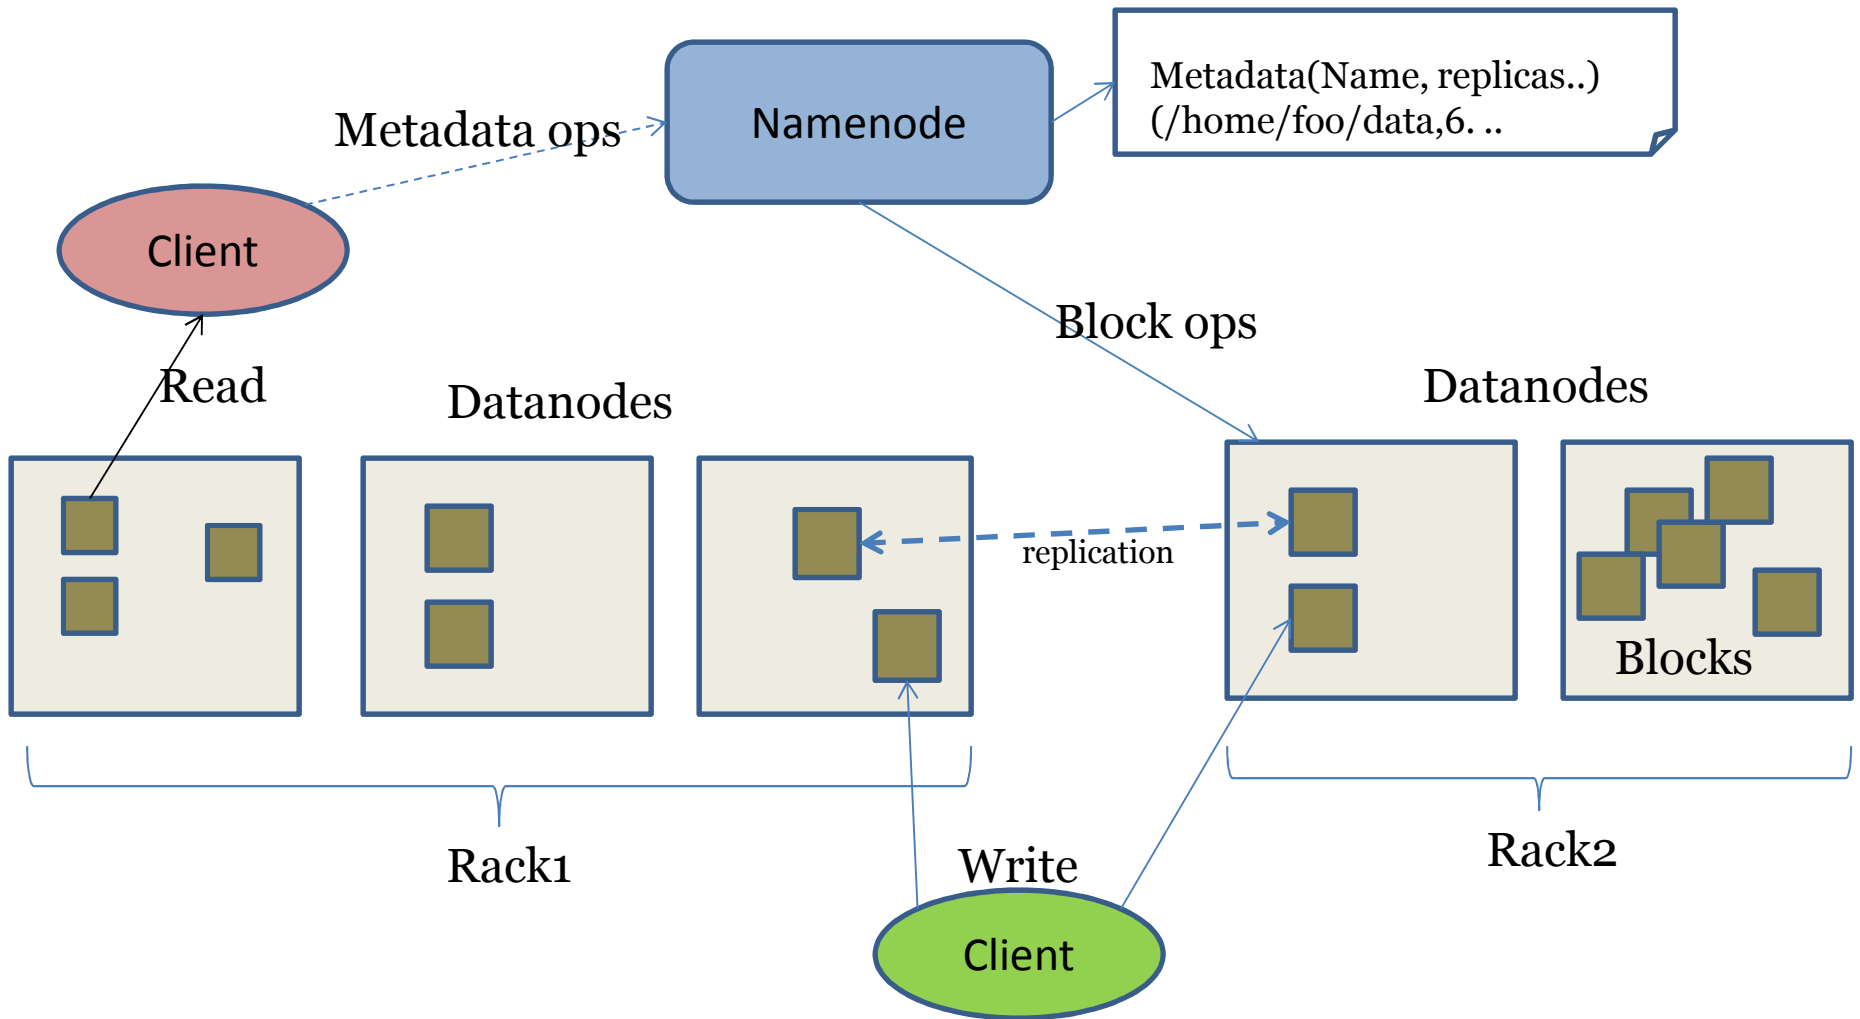 Metadata(Name, replicas..)
(/home/foo/data,6. ..
Namenode
Metadata ops
Client
Block ops
Read
Datanodes
Datanodes
replication
Blocks
Rack1
Write
Rack2
Client